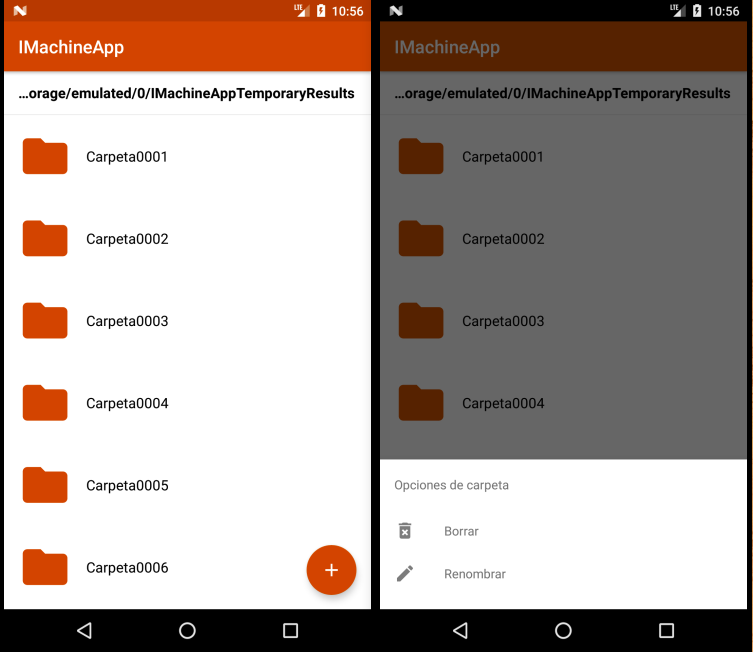 LTE 10:56
IMachineApp
...orage/emulated/0/IMachineAppTemporaryResults
Carpeta0001
Carpeta0002
Carpeta0003
Carpeta0004
Carpeta0005
Carpeta0006
LTE 10:56
IMachineApp
...orage/emulated/0/IMachineAppTemporaryResults
Carpeta0001
Carpeta0002
Carpeta0003
Carpeta0004
Opciones de carpeta
Borrar
Renombrar